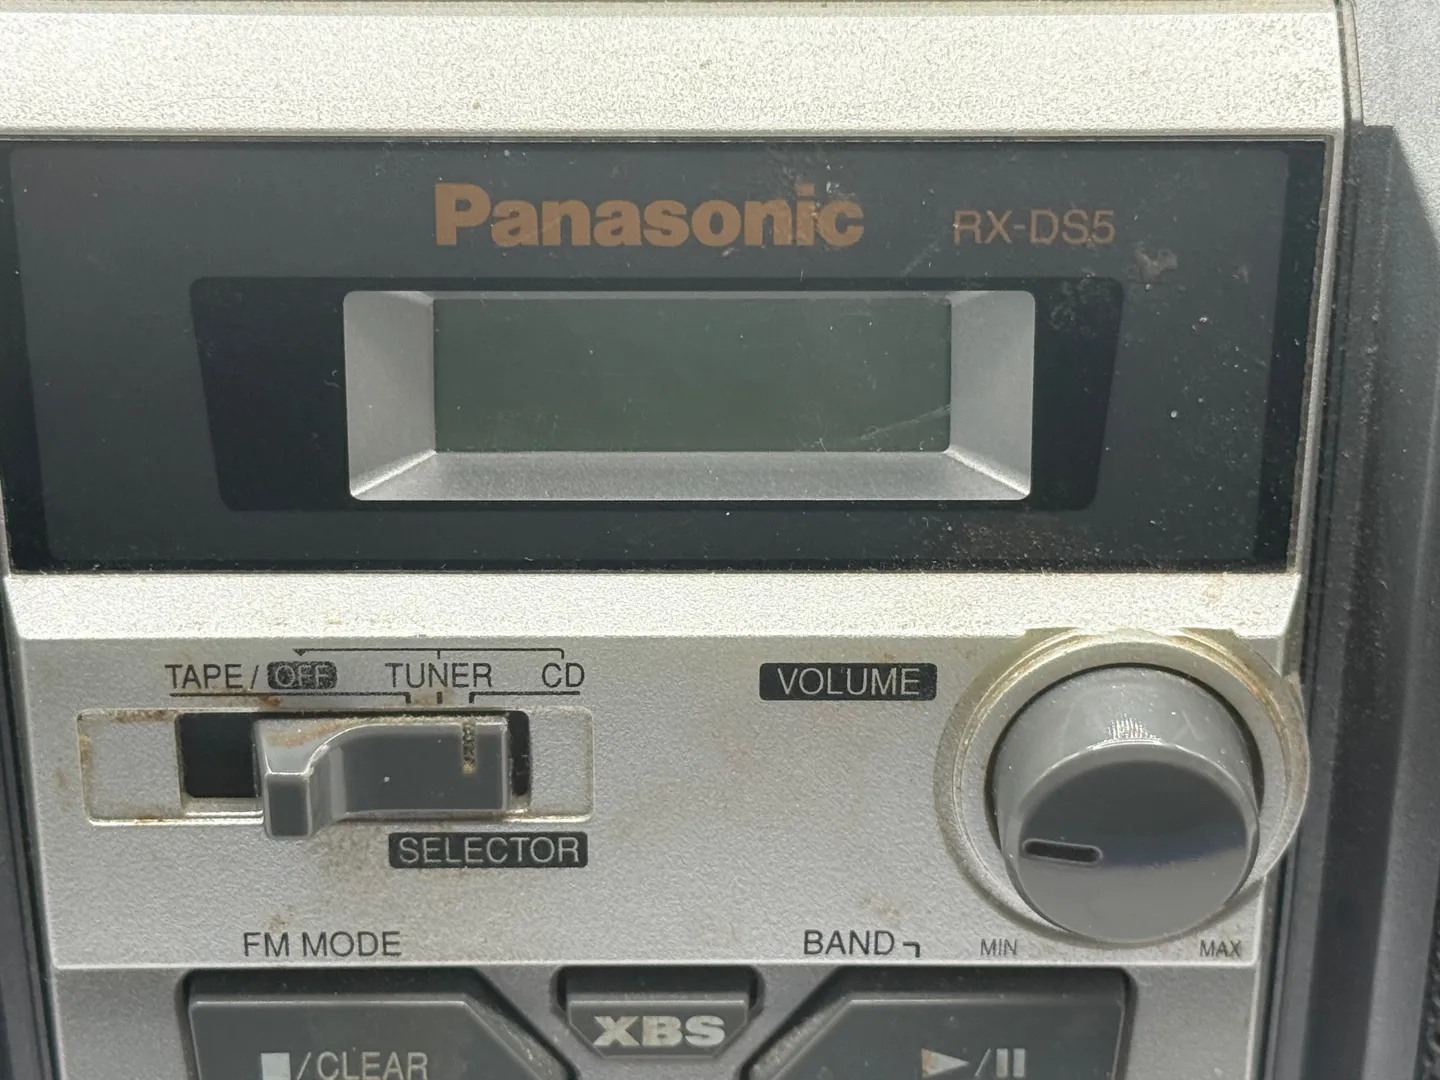 Panasonic RX-DS5
TAPE/OFF TUNER CD
VOLUME
SELECTOR
FM MODE
BAND
MIN MAX
XBS
■/CLEAR
►/II